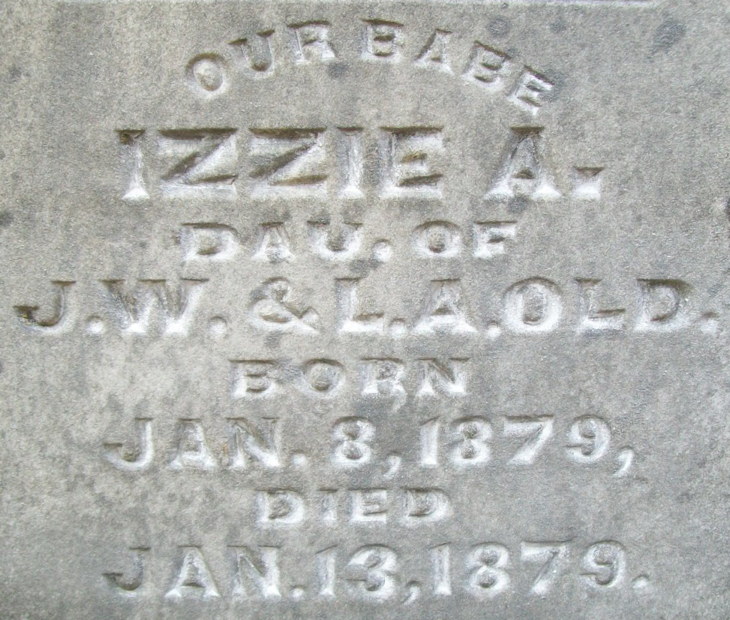 OUR BABE
IZZIE A.
DAU. OF
J.W. & L.A. OLD.
BORN
JAN. 8, 1879,
DIED
JAN. 13, 1879.